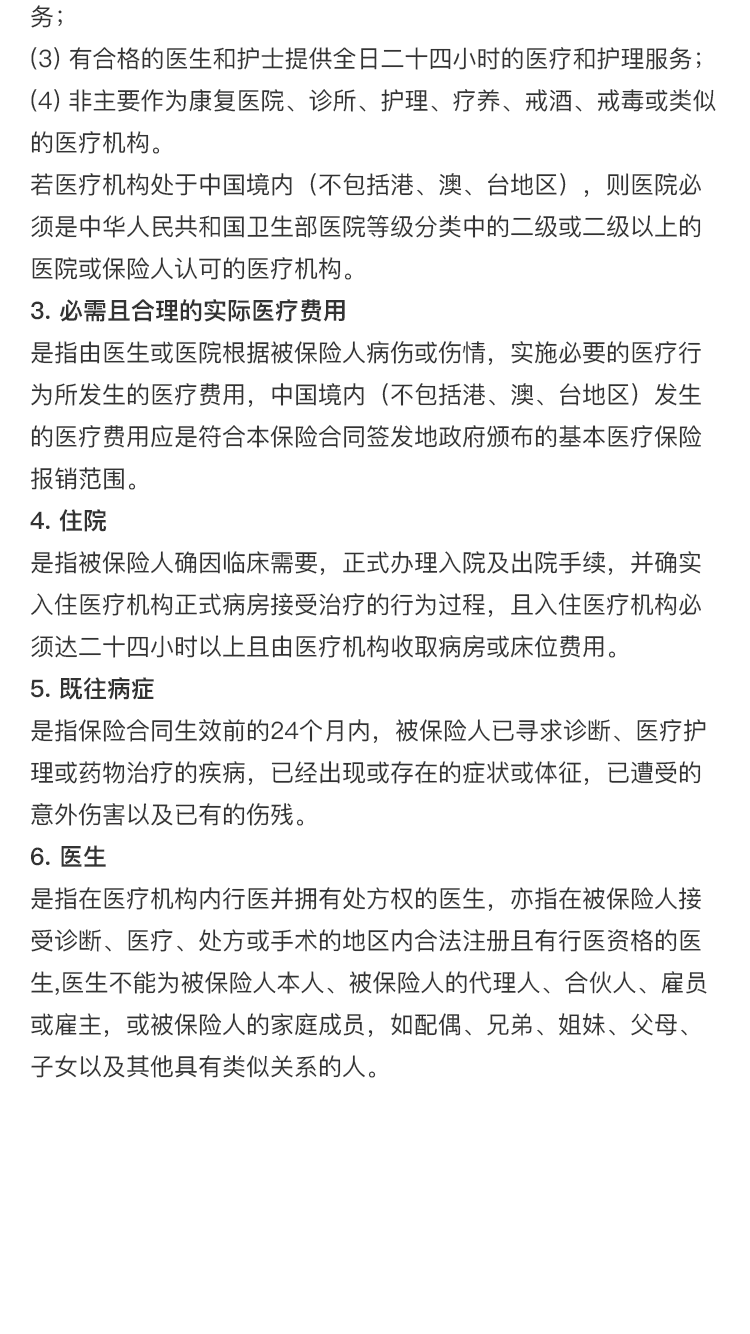 务；
(3) 有合格的医生和护士提供全日二十四小时的医疗和护理服务；
(4) 非主要作为康复医院、诊所、护理、疗养、戒酒、戒毒或类似
的医疗机构。
若医疗机构处于中国境内（不包括港、澳、台地区），则医院必
须是中华人民共和国卫生部医院等级分类中的二级或二级以上的
医院或保险人认可的医疗机构。
3. 必需且合理的实际医疗费用
是指由医生或医院根据被保险人病伤或伤情，实施必要的医疗行
为所发生的医疗费用，中国境内（不包括港、澳、台地区）发生
的医疗费用应是符合本保险合同签发地政府颁布的基本医疗保险
报销范围。
4. 住院
是指被保险人确因临床需要，正式办理入院及出院手续，并确实
入住医疗机构正式病房接受治疗的行为过程，且入住医疗机构必
须达二十四小时以上且由医疗机构收取病房或床位费用。
5. 既往病症
是指保险合同生效前的24个月内，被保险人已寻求诊断、医疗护
理或药物治疗的疾病，已经出现或存在的症状或体征，已遭受的
意外伤害以及已有的伤残。
6. 医生
是指在医疗机构内行医并拥有处方权的医生，亦指在被保险人接
受诊断、医疗、处方或手术的地区内合法注册且有行医资格的医
生,医生不能为被保险人本人、被保险人的代理人、合伙人、雇员
或雇主，或被保险人的家庭成员，如配偶、兄弟、姐妹、父母、
子女以及其他具有类似关系的人。